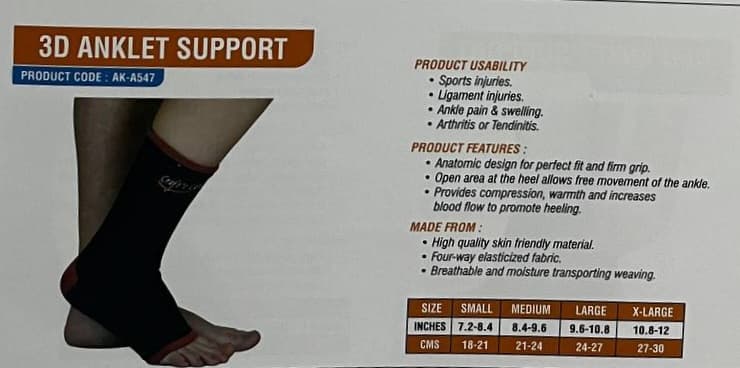 3D ANKLET SUPPORT
PRODUCT CODE : AK-A547
PRODUCT USABILITY
• Sports injuries.
• Ligament injuries.
• Ankle pain & swelling.
• Arthritis or Tendinitis.
PRODUCT FEATURES :
• Anatomic design for perfect fit and firm grip.
• Open area at the heel allows free movement of the ankle.
• Provides compression, warmth and increases
blood flow to promote heeling.
MADE FROM :
• High quality skin friendly material.
• Four-way elasticized fabric.
• Breathable and moisture transporting weaving.
SIZE SMALL MEDIUM LARGE X-LARGE
INCHES 7.2-8.4 8.4-9.6 9.6-10.8 10.8-12
CMS 18-21 21-24 24-27 27-30